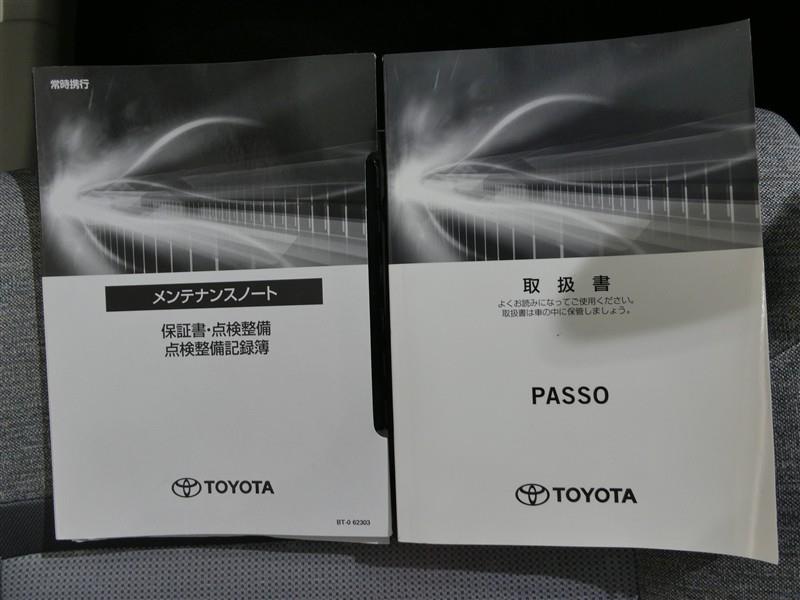 常時携行
メンテナンスノート
保証書・点検整備
点検整備記録簿
TOYOTA
BT-0 62303
取扱書
よくお読みになってご使用ください。
取扱書は車の中に保管しましょう。
PASSO
TOYOTA